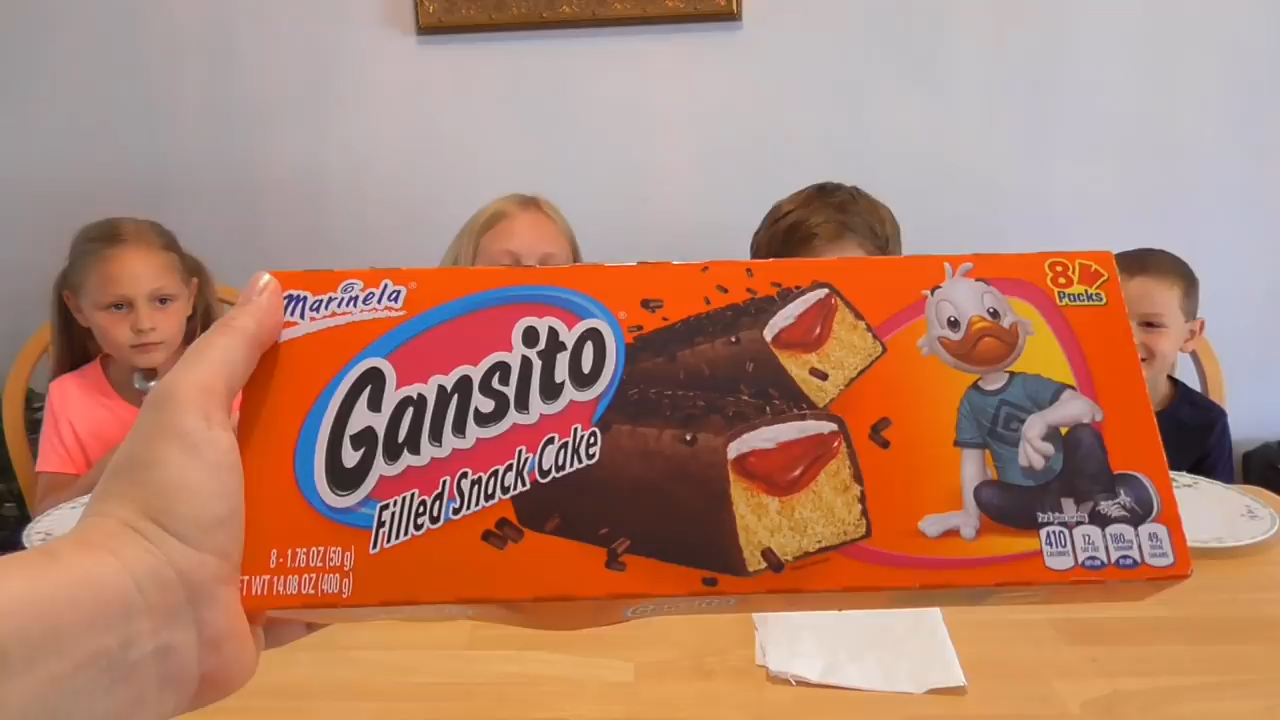 Marinela®
Gansito®
Filled Snack Cake
8 - 1.76 OZ (50 g)
T WT 14.08 OZ (400 g)
8
Packs
410
CALORIES
12g
SAT FAT
180mg
SODIUM
49g
TOTAL
SUGARS
Gansito